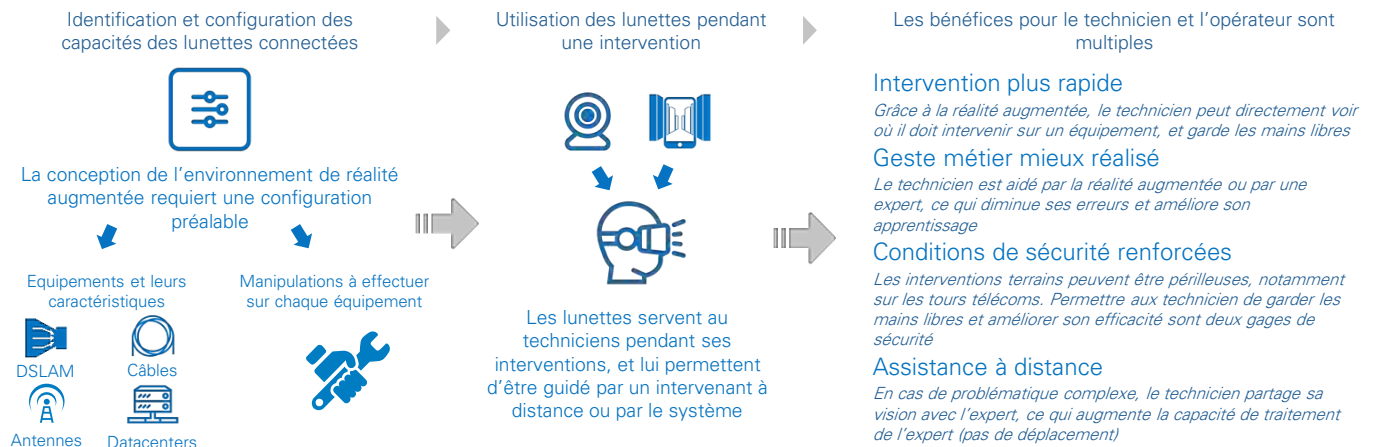 Identification et configuration des
capacités des lunettes connectées
La conception de l'environnement de réalité
augmentée requiert une configuration
préalable
Equipements et leurs
caractéristiques
Manipulations à effectuer
sur chaque équipement
DSLAM
Câbles
Antennes
Datacenters
Utilisation des lunettes pendant
une intervention
Les lunettes servent au
techniciens pendant ses
interventions, et lui permettent
d'être guidé par un intervenant à
distance ou par le système
Les bénéfices pour le technicien et l'opérateur sont
multiples
Intervention plus rapide
Grâce à la réalité augmentée, le technicien peut directement voir
où il doit intervenir sur un équipement, et garde les mains libres
Geste métier mieux réalisé
Le technicien est aidé par la réalité augmentée ou par une
expert, ce qui diminue ses erreurs et améliore son
apprentissage
Conditions de sécurité renforcées
Les interventions terrains peuvent être périlleuses, notamment
sur les tours télécoms. Permettre aux technicien de garder les
mains libres et améliorer son efficacité sont deux gages de
sécurité
Assistance à distance
En cas de problématique complexe, le technicien partage sa
vision avec l'expert, ce qui augmente la capacité de traitement
de l'expert (pas de déplacement)